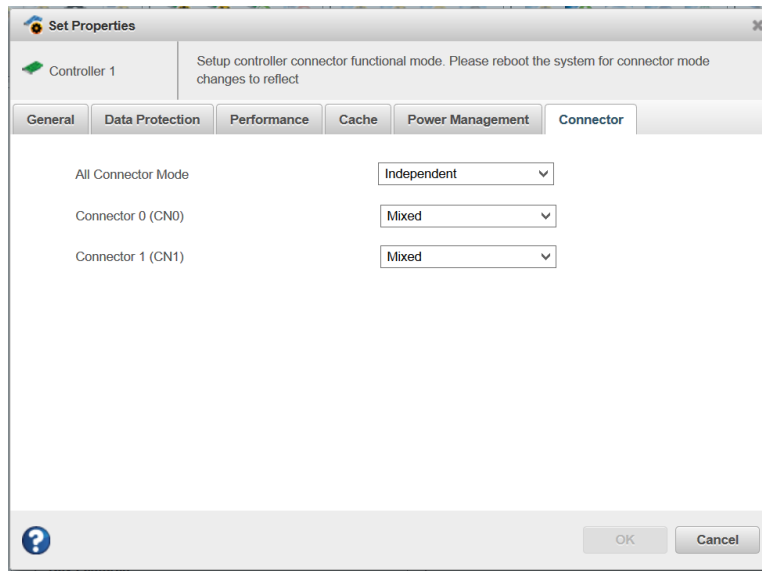 Set Properties
Controller 1
Setup controller connector functional mode. Please reboot the system for connector mode
changes to reflect
General Data Protection Performance Cache Power Management Connector
All Connector Mode Independent
Connector 0 (CN0) Mixed
Connector 1 (CN1) Mixed
? OK Cancel